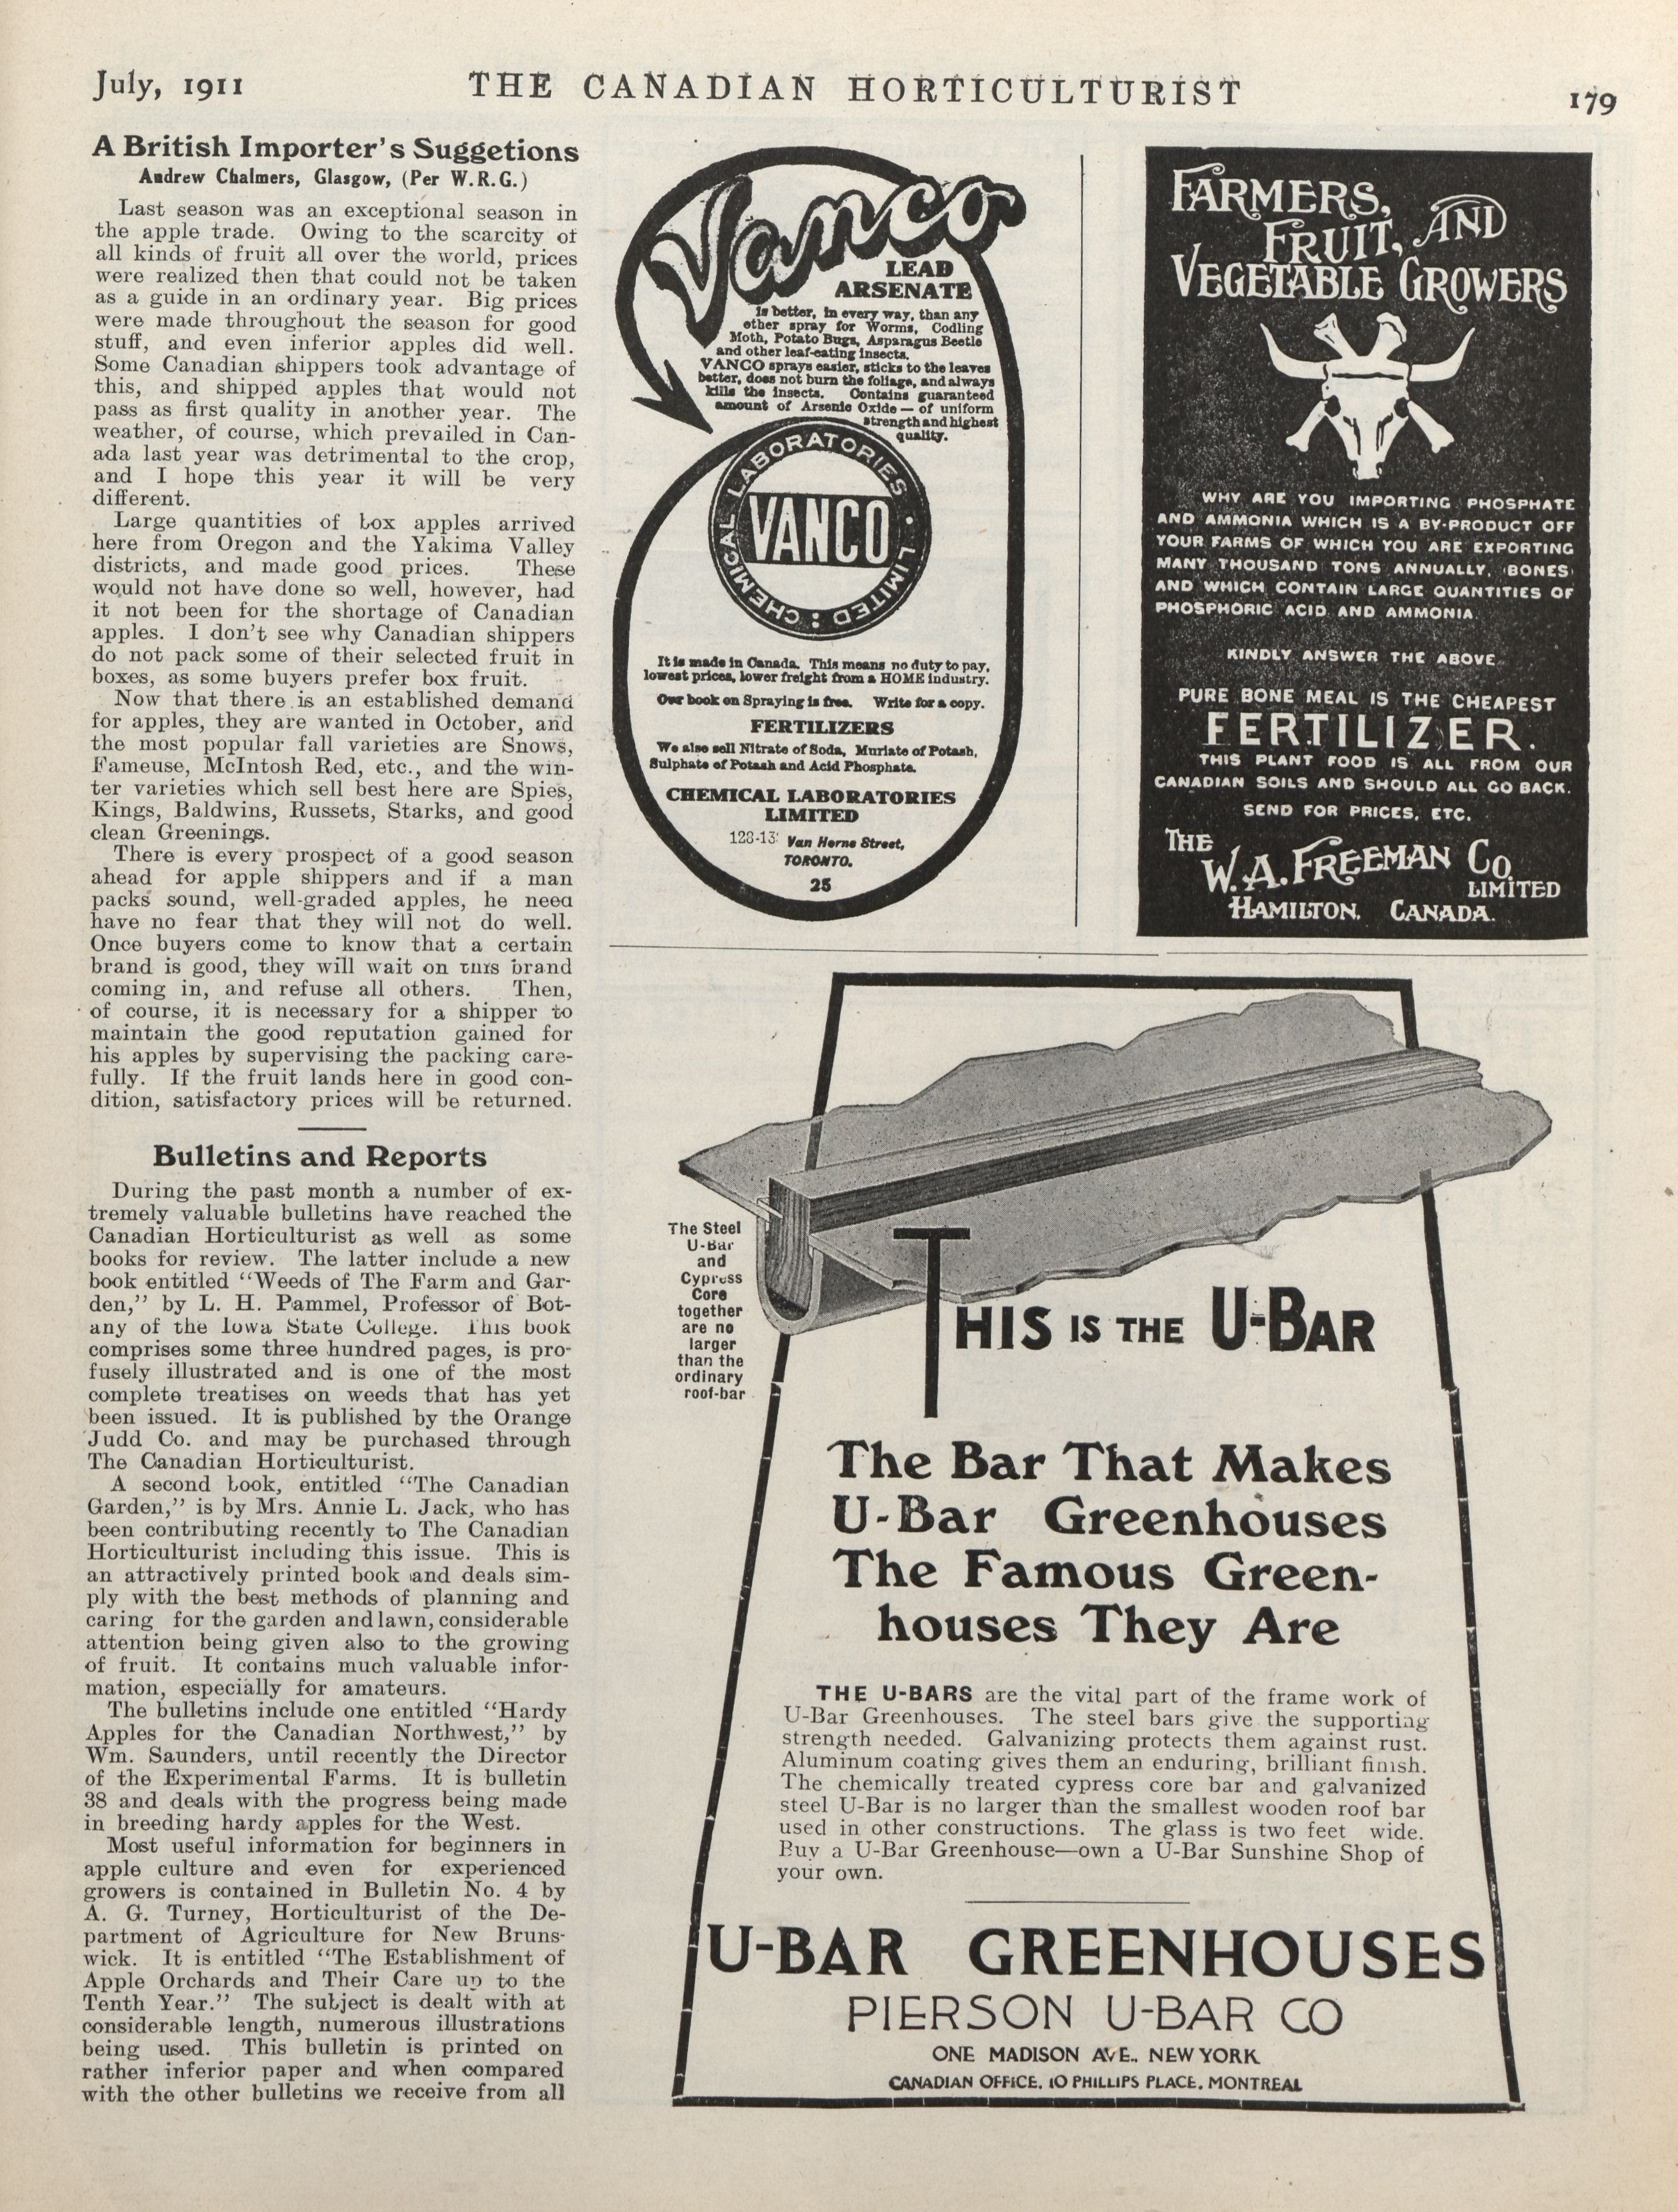 July, 1911
THE CANADIAN HORTICULTURIST
179
A British Importer's Suggetions
Andrew Chalmers, Glasgow, (Per W.R.G.)
Last season was an exceptional season in
the apple trade. Owing to the scarcity of
all kinds of fruit all over the world, prices
were realized then that could not be taken
as a guide in an ordinary year. Big prices
were made throughout the season for good
stuff, and even inferior apples did well.
Some Canadian shippers took advantage of
this, and shipped apples that would not
pass as first quality in another year. The
weather, of course, which prevailed in Can-
ada last year was detrimental to the crop,
and I hope this year it will be very
different.
Large quantities of box apples arrived
here from Oregon and the Yakima Valley
districts, and made good prices. These
would not have done so well, however, had
it not been for the shortage of Canadian
apples. I don't see why Canadian shippers
do not pack some of their selected fruit in
boxes, as some buyers prefer box fruit.
Now that there is an established demand
for apples, they are wanted in October, and
the most popular fall varieties are Snows,
Fameuse, McIntosh Red, etc., and the win-
ter varieties which sell best here are Spies,
Kings, Baldwins, Russets, Starks, and good
clean Greenings.
There is every prospect of a good season
ahead for apple shippers and if a man
packs sound, well-graded apples, he need
have no fear that they will not do well.
Once buyers come to know that a certain
brand is good, they will wait on this brand
coming in, and refuse all others. Then,
of course, it is necessary for a shipper to
maintain the good reputation gained for
his apples by supervising the packing care-
fully. If the fruit lands here in good con-
dition, satisfactory prices will be returned.
Bulletins and Reports
During the past month a number of ex-
tremely valuable bulletins have reached the
Canadian Horticulturist as well as some
books for review. The latter include a new
book entitled "Weeds of The Farm and Gar-
den," by L. H. Pammel, Professor of Bot-
any of the Iowa State College. This book
comprises some three hundred pages, is pro-
fusely illustrated and is one of the most
complete treatises on weeds that has yet
been issued. It is published by the Orange
Judd Co. and may be purchased through
The Canadian Horticulturist.
A second book, entitled "The Canadian
Garden," is by Mrs. Annie L. Jack, who has
been contributing recently to The Canadian
Horticulturist including this issue. This is
an attractively printed book and deals sim-
ply with the best methods of planning and
caring for the garden and lawn, considerable
attention being given also to the growing
of fruit. It contains much valuable infor-
mation, especially for amateurs.
The bulletins include one entitled "Hardy
Apples for the Canadian Northwest," by
Wm. Saunders, until recently the Director
of the Experimental Farms. It is bulletin
38 and deals with the progress being made
in breeding hardy apples for the West.
Most useful information for beginners in
apple culture and even for experienced
growers is contained in Bulletin No. 4 by
A. G. Turney, Horticulturist of the De-
partment of Agriculture for New Bruns-
wick. It is entitled "The Establishment of
Apple Orchards and Their Care up to the
Tenth Year." The subject is dealt with at
considerable length, numerous illustrations
being used. This bulletin is printed on
rather inferior paper and when compared
with the other bulletins we receive from all
Vanco
LEAD
ARSENATE
is better, in every way, than any
other spray for Worms, Codling
Moth, Potato Bugs, Asparagus Beetle
and other leaf-eating insects.
VANCO sprays easier, sticks to the leaves
better, does not burn the foliage, and always
kills the insects. Contains guaranteed
amount of Arsenic Oxide — of uniform
strength and highest
quality.
CHEMICAL LABORATORIES · LIMITED :
VANCO
It is made in Canada. This means no duty to pay,
lowest prices, lower freight from a HOME industry.
Our book on Spraying is free. Write for a copy.
FERTILIZERS
We also sell Nitrate of Soda, Muriate of Potash,
Sulphate of Potash and Acid Phosphate.
CHEMICAL LABORATORIES
LIMITED
Van Horne Street,
TORONTO.
25
FARMERS,
FRUIT, AND
VEGETABLE GROWERS
WHY ARE YOU IMPORTING PHOSPHATE
AND AMMONIA WHICH IS A BY-PRODUCT OFF
YOUR FARMS OF WHICH YOU ARE EXPORTING
MANY THOUSAND TONS ANNUALLY, (BONES)
AND WHICH CONTAIN LARGE QUANTITIES OF
PHOSPHORIC ACID AND AMMONIA.
KINDLY ANSWER THE ABOVE.
PURE BONE MEAL IS THE CHEAPEST
FERTILIZER.
THIS PLANT FOOD IS ALL FROM OUR
CANADIAN SOILS AND SHOULD ALL GO BACK.
SEND FOR PRICES, ETC.
THE
W. A. FREEMAN CO.
LIMITED
HAMILTON. CANADA.
The Steel
U-Bar
and
Cypress
Core
together
are no
larger
than the
ordinary
roof-bar
THIS IS THE U-BAR
The Bar That Makes
U-Bar Greenhouses
The Famous Green-
houses They Are
THE U-BARS are the vital part of the frame work of
U-Bar Greenhouses. The steel bars give the supporting
strength needed. Galvanizing protects them against rust.
Aluminum coating gives them an enduring, brilliant finish.
The chemically treated cypress core bar and galvanized
steel U-Bar is no larger than the smallest wooden roof bar
used in other constructions. The glass is two feet wide.
Buy a U-Bar Greenhouse—own a U-Bar Sunshine Shop of
your own.
U-BAR GREENHOUSES
PIERSON U-BAR CO
ONE MADISON AVE., NEW YORK
CANADIAN OFFICE, 10 PHILLIPS PLACE, MONTREAL